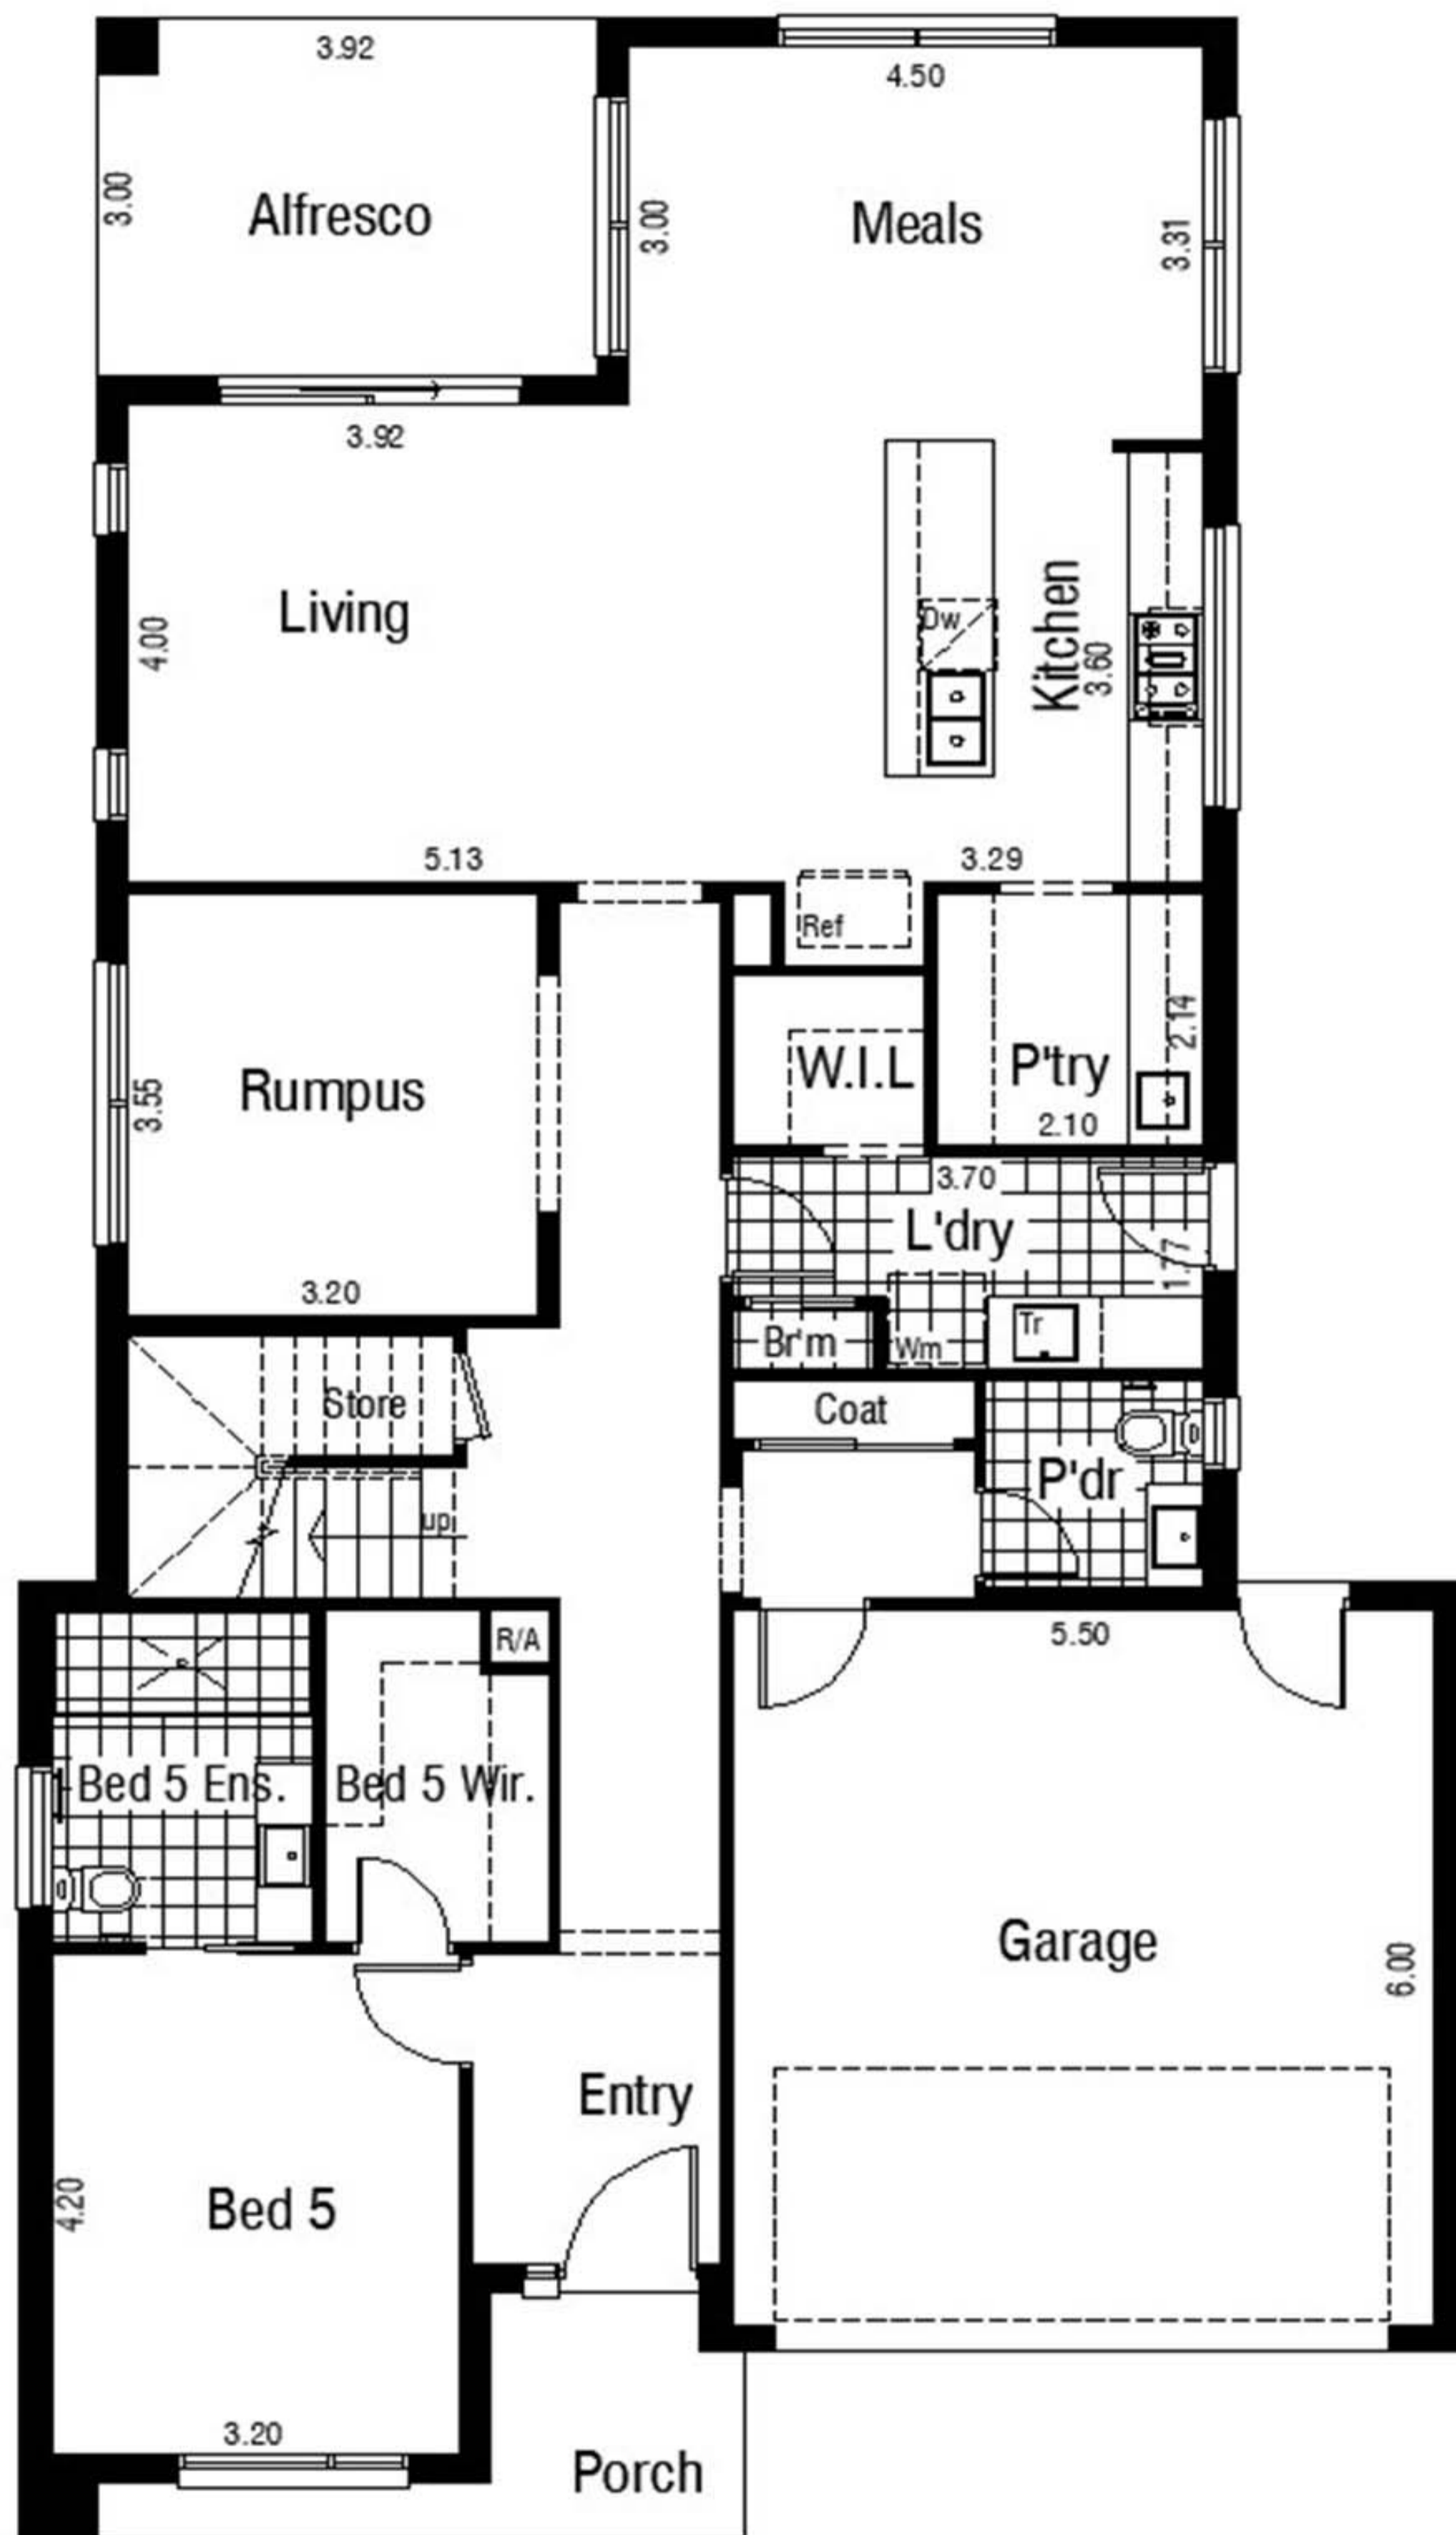 3.92
4.50
3.00
Alfresco
3.00
Meals
3.31
3.92
Living
4.00
Dw
Kitchen
3.60
5.13
3.29
Ref
Rumpus
3.55
3.20
W.I.L
P'try
2.14
2.10
3.70
L'dry
1.77
Br'm
Wm
Tr
Store
Coat
P'dr
up
R/A
5.50
Bed 5 Ens.
Bed 5 Wir.
Garage
6.00
Entry
Bed 5
4.20
3.20
Porch